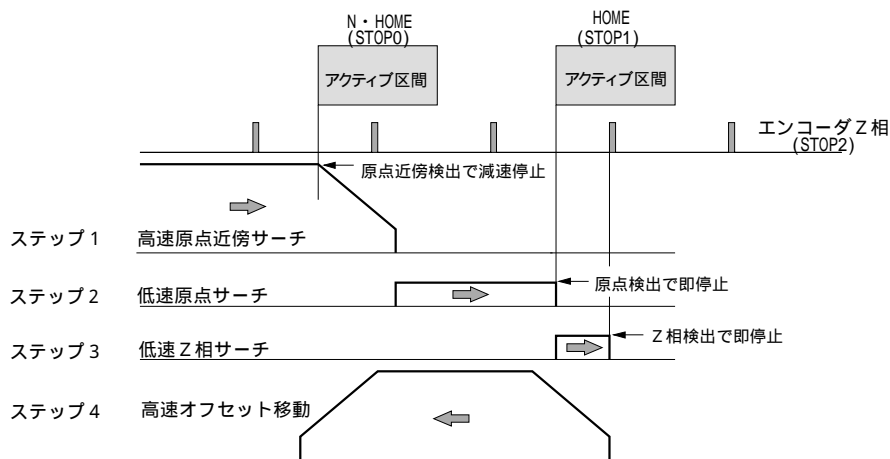 N・HOME
(STOP0)
HOME
(STOP1)
アクティブ区間
アクティブ区間
エンコーダＺ相
(STOP2)
原点近傍検出で減速停止
ステップ１
高速原点近傍サーチ
ステップ２
低速原点サーチ
原点検出で即停止
ステップ３
低速Ｚ相サーチ
Ｚ相検出で即停止
ステップ４
高速オフセット移動